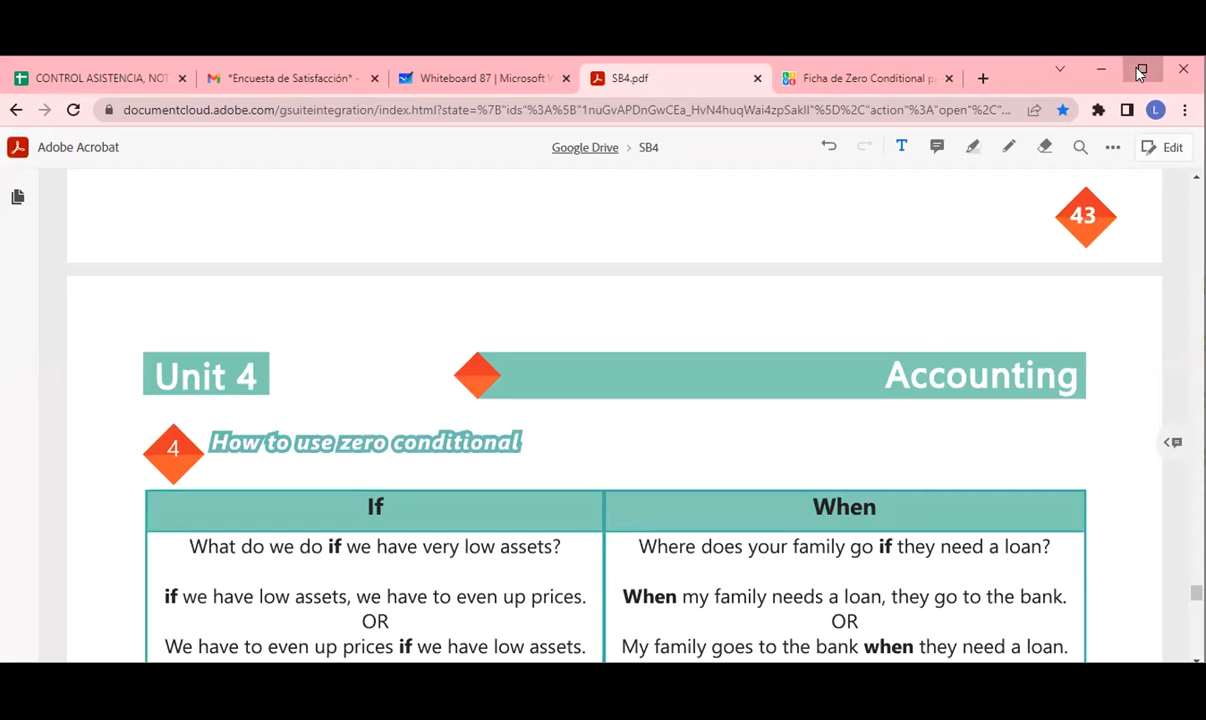 CONTROL ASISTENCIA, NOT
*Encuesta de Satisfacción* -
Whiteboard 87 | Microsoft
SB4.pdf
Ficha de Zero Conditional p
documentcloud.adobe.com/gsuiteintegration/index.html?state=%7B"ids"%3A%5B"1nuGvAPDnGwCEa_HvN4huqWai4zpSakIl"%5D%2C"action"%3A"open"%2C"...
L
Adobe Acrobat
Google Drive > SB4
T
Edit
43
Unit 4
Accounting
4
How to use zero conditional
If
When
What do we do if we have very low assets?
Where does your family go if they need a loan?
if we have low assets, we have to even up prices.
When my family needs a loan, they go to the bank.
OR
OR
We have to even up prices if we have low assets.
My family goes to the bank when they need a loan.